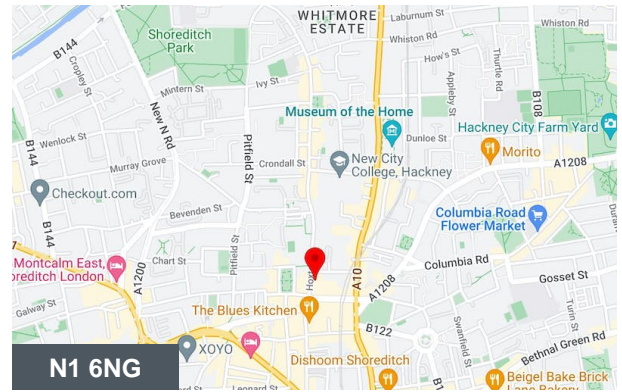 WHITMORE
ESTATE
Laburnum St
Whiston Rd
Whiston Rd
How's St
Appleby St
Thurtle Rd
B108
B144
Shoreditch
Park
Cropley St
Ivy St
Mintern St
New N Rd
Pitfield St
Museum of the Home
Dunloe St
Hackney City Farm Yard
Morito
A1208
Wenlock St
B144
Murray Grove
Crondall St
New City
College, Hackney
Checkout.com
Bevenden St
Columbia Road
Flower Market
Montcalm East,
oreditch London
A1200
Chart St
Pitfield St
Hox
A10
A1208
Columbia Rd
Gosset St
Galway St
The Blues Kitchen
B122
Swanfield St
Turin St
XOYO
Bethnal Green Rd
N1 6NG
Leonard St
Dishoom Shoreditch
Beigel Bake Brick
Lane Bakery